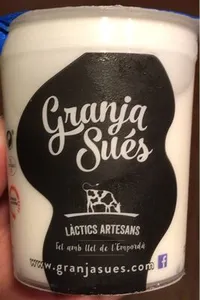 Granja
Sués
LÀCTICS ARTESANS
Fet amb llet de l'Empordà
www.granjasues.com f